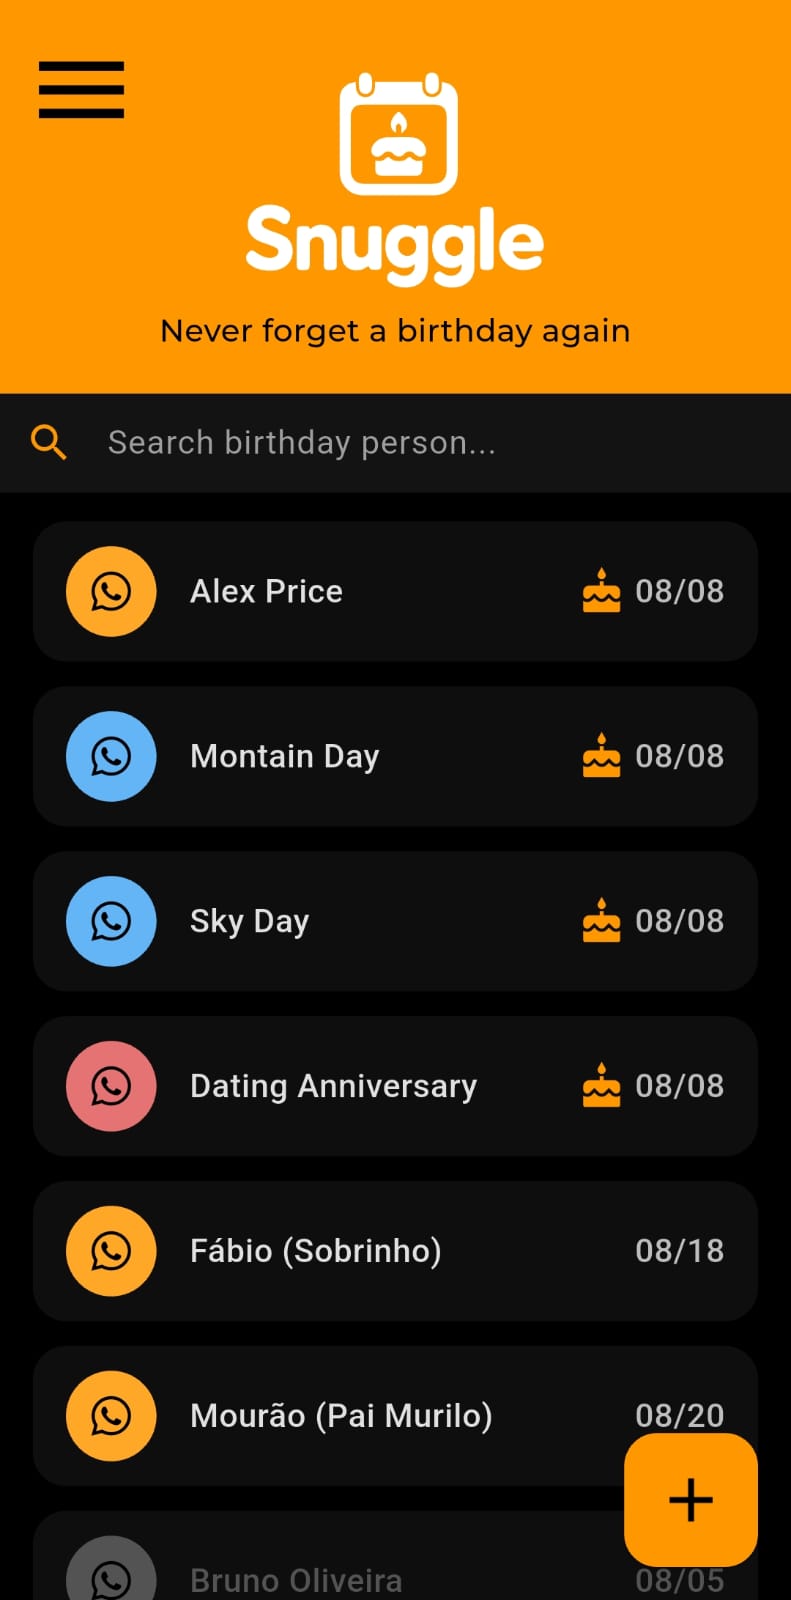 Snuggle
Never forget a birthday again
Search birthday person...
Alex Price 08/08
Montain Day 08/08
Sky Day 08/08
Dating Anniversary 08/08
Fábio (Sobrinho) 08/18
Mourão (Pai Murilo) 08/20
Bruno Oliveira 08/05